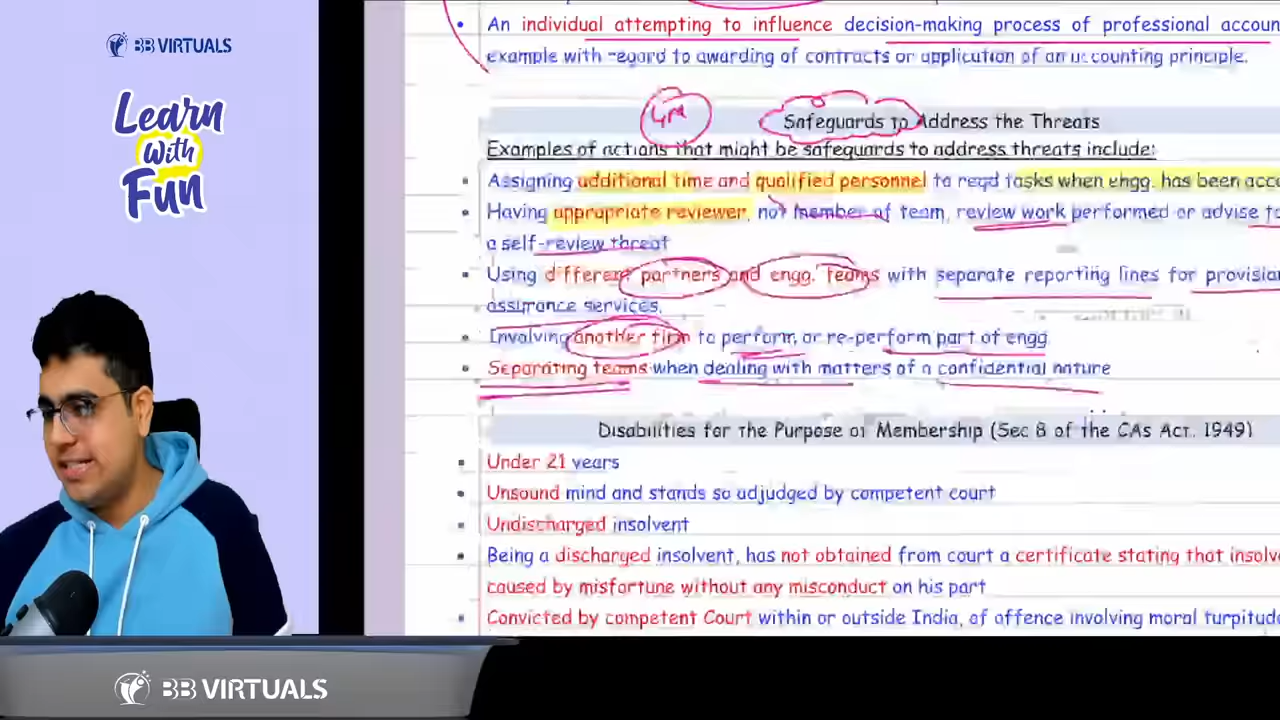 BB VIRTUALS
Learn
With
Fun
An individual attempting to influence decision-making process of professional accoun
example with regard to awarding of contracts or application of an accounting principle.
Safeguards to Address the Threats
Examples of actions that might be safeguards to address threats include:
Assigning additional time and qualified personnel to reqd tasks when engg. has been acce
Having appropriate reviewer, not member of team, review work performed or advise
a self-review threat
Using different partners and engg. teams with separate reporting lines for
assurance services.
Involving another firm to perform or re-perform part of engg
Separating teams when dealing with matters of a confidential nature
Disabilities for the Purpose of Membership (Sec 8 of the CAs Act, 1949)
Under 21 years
Unsound mind and stands so adjudged by competent court
Undischarged insolvent
Being a discharged insolvent, has not obtained from court a certificate stating that insolv
caused by misfortune without any misconduct on his part
Convicted by competent Court within or outside India, of offence involving moral turpitude
BB VIRTUALS